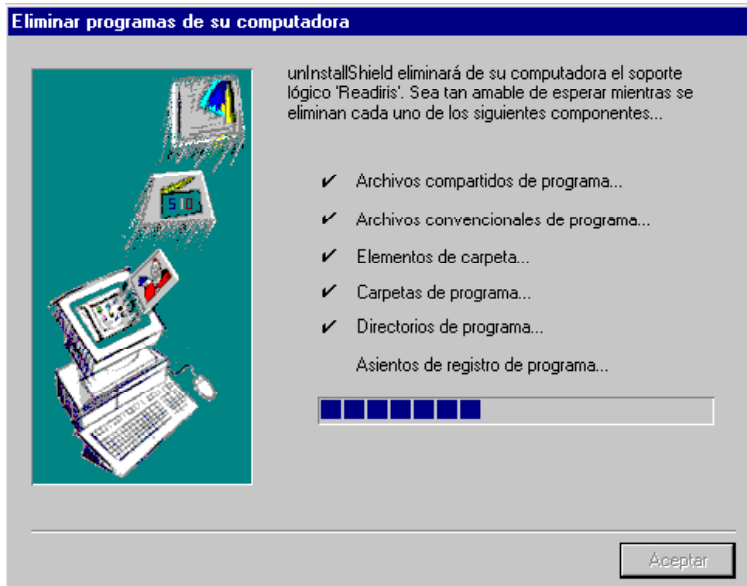 Eliminar programas de su computadora
unInstallShield eliminará de su computadora el soporte
lógico 'Readiris'. Sea tan amable de esperar mientras se
eliminan cada uno de los siguientes componentes...
✔ Archivos compartidos de programa...
✔ Archivos convencionales de programa...
✔ Elementos de carpeta...
✔ Carpetas de programa...
✔ Directorios de programa...
Asientos de registro de programa...
Aceptar